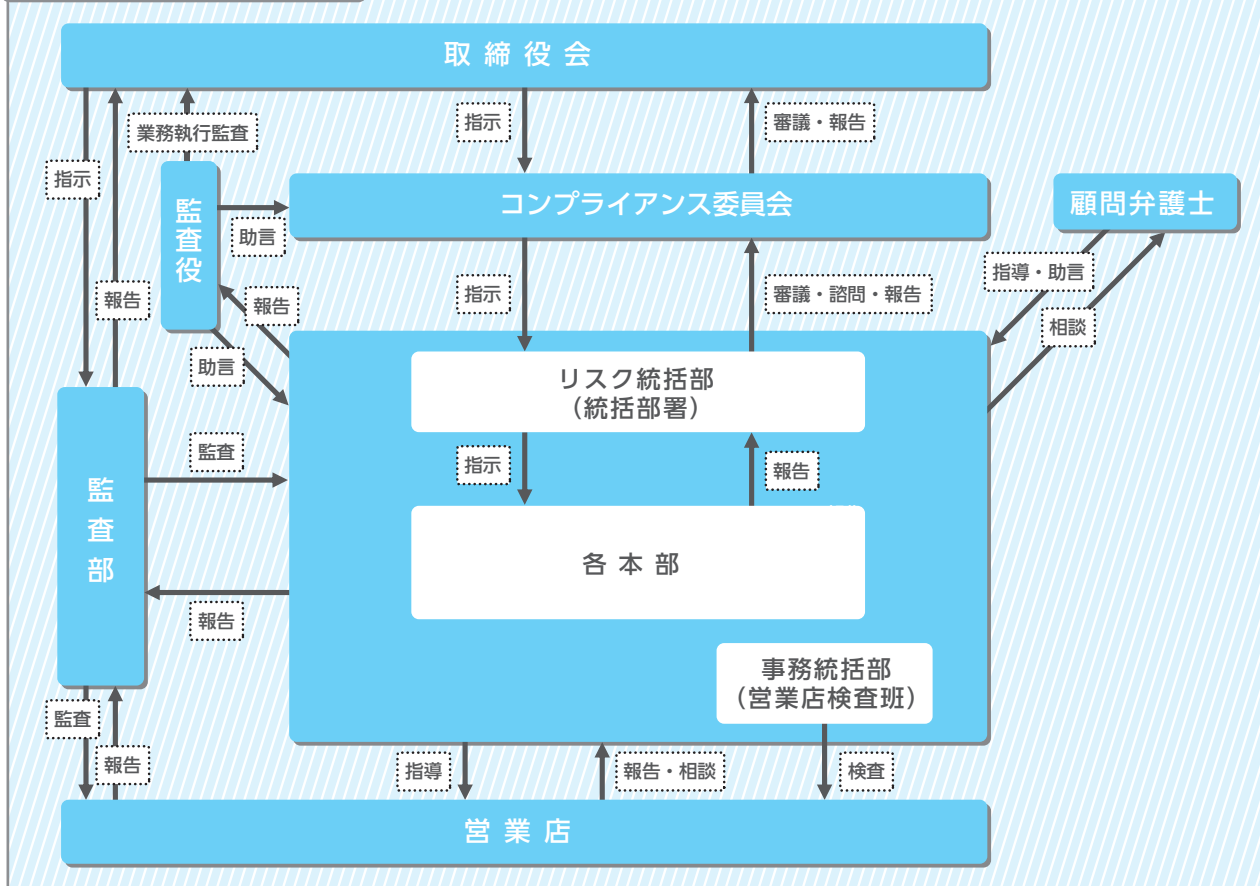 取締役会
業務執行監査
指示
審議・報告
指示
監査役
コンプライアンス委員会
顧問弁護士
助言
指導・助言
報告
報告
指示
審議・諮問・報告
相談
助言
リスク統括部
(統括部署)
監査
指示
報告
監査部
各本部
報告
事務統括部
(営業店検査班)
監査
報告
指導
報告・相談
検査
営業店